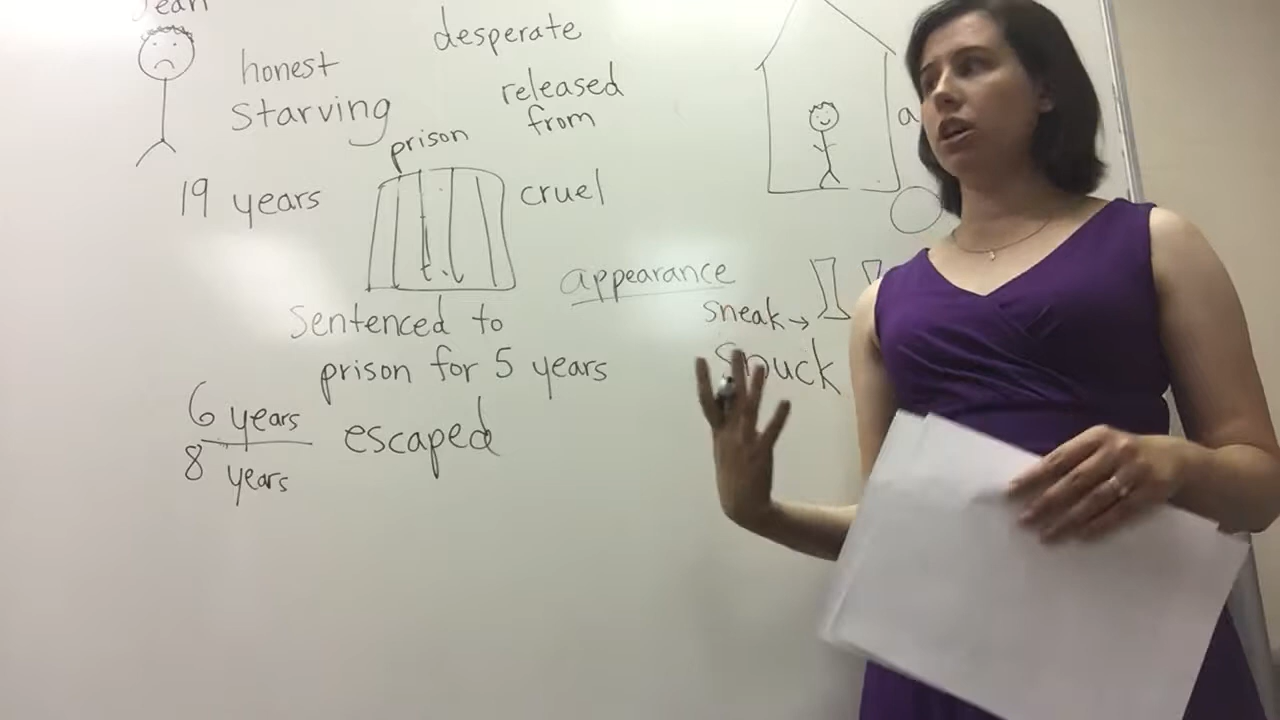 Jean
desperate
honest
starving
released
from
prison
19 years
cruel
a
appearance
sneak →
snuck
Sentenced to
prison for 5 years
6 years
8 years
escaped